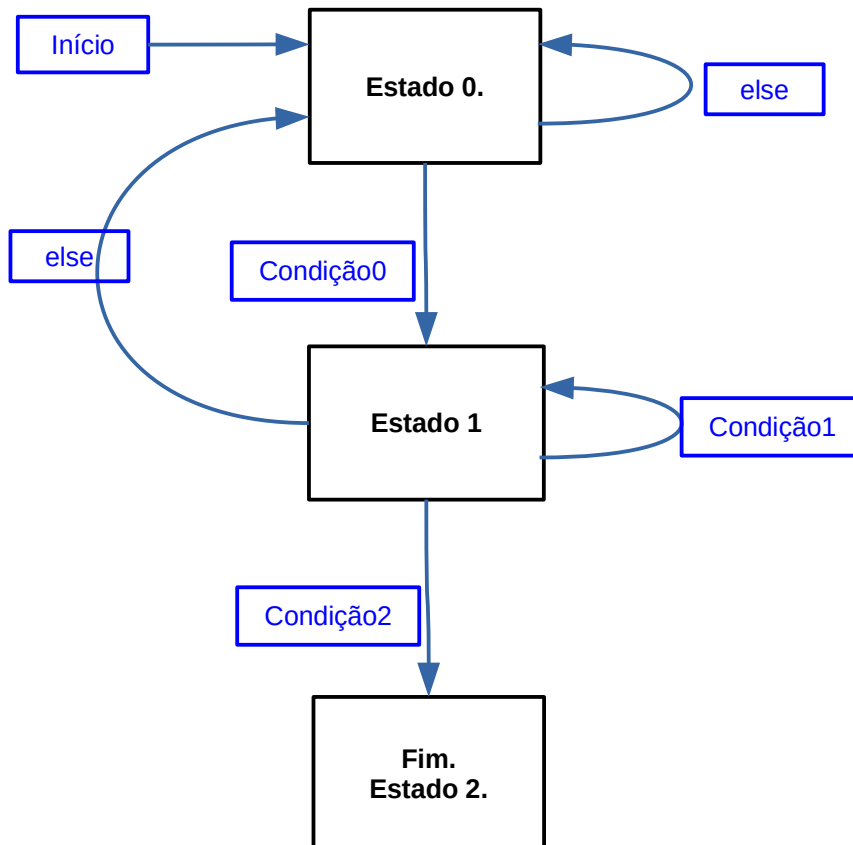 Início
Estado 0.
else
else
Condição0
Estado 1
Condição1
Condição2
Fim.
Estado 2.